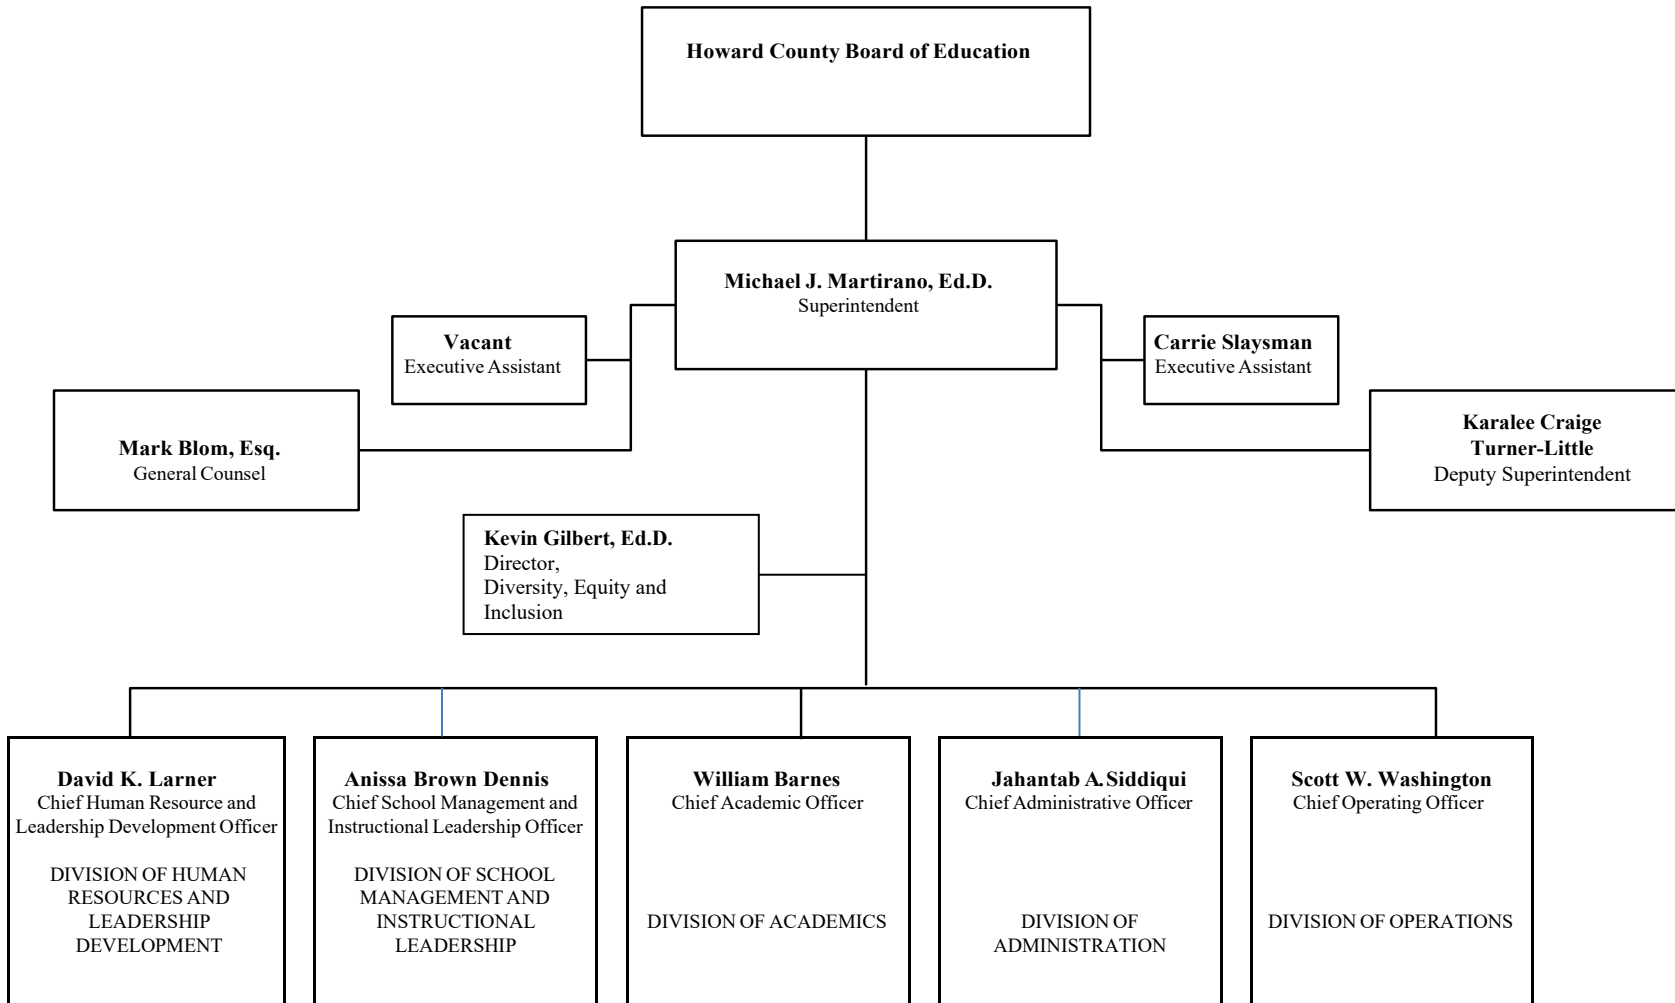 Howard County Board of Education
Michael J. Martirano, Ed.D.
Superintendent
Vacant
Executive Assistant
Carrie Slaysman
Executive Assistant
Mark Blom, Esq.
General Counsel
Karalee Craige
Turner-Little
Deputy Superintendent
Kevin Gilbert, Ed.D.
Director,
Diversity, Equity and
Inclusion
David K. Larner
Chief Human Resource and
Leadership Development Officer
DIVISION OF HUMAN
RESOURCES AND
LEADERSHIP
DEVELOPMENT
Anissa Brown Dennis
Chief School Management and
Instructional Leadership Officer
DIVISION OF SCHOOL
MANAGEMENT AND
INSTRUCTIONAL
LEADERSHIP
William Barnes
Chief Academic Officer
DIVISION OF ACADEMICS
Jahantab A. Siddiqui
Chief Administrative Officer
DIVISION OF
ADMINISTRATION
Scott W. Washington
Chief Operating Officer
DIVISION OF OPERATIONS